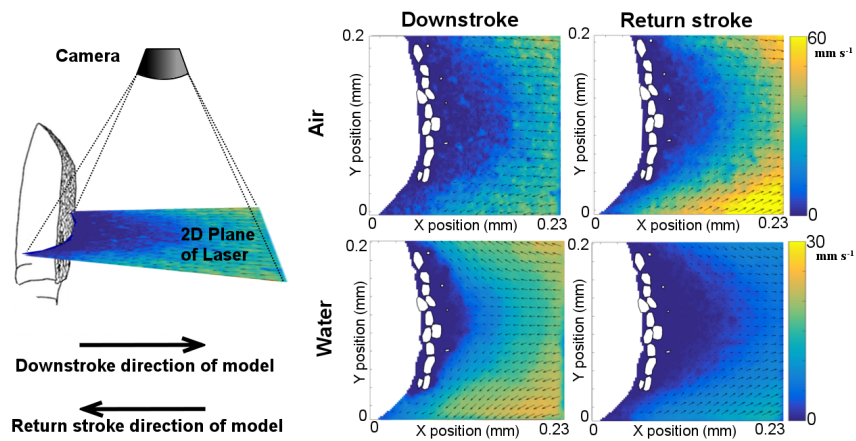 Camera
2D Plane
of Laser
Downstroke direction of model
Return stroke direction of model
Downstroke
Return stroke
Air
Y position (mm)
0.2
0
0
X position (mm)
0.23
Y position (mm)
0.2
0
0
X position (mm)
0.23
60
mm s⁻¹
0
Water
Y position (mm)
0.2
0
0
X position (mm)
0.23
Y position (mm)
0.2
0
0
X position (mm)
0.23
30
mm s⁻¹
0